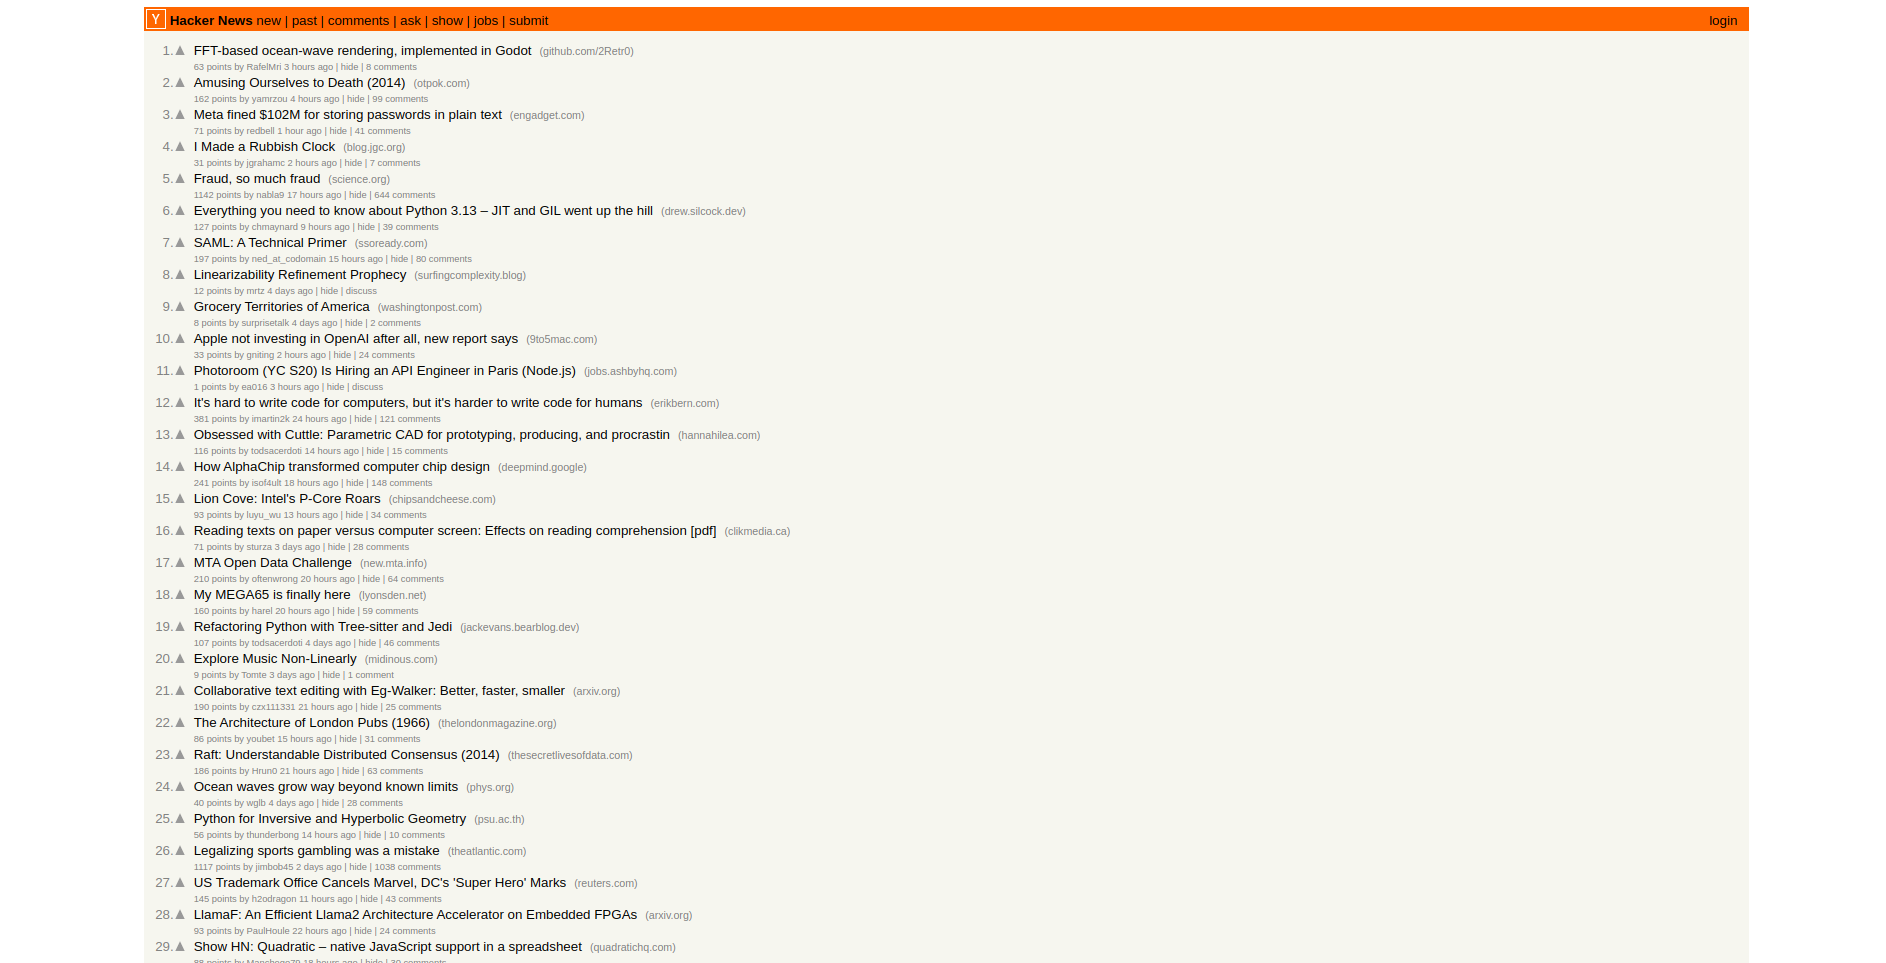 Y Hacker News new | past | comments | ask | show | jobs | submit login
1. ▲ FFT-based ocean-wave rendering, implemented in Godot (github.com/2Retr0)
63 points by RafelMri 3 hours ago | hide | 8 comments
2. ▲ Amusing Ourselves to Death (2014) (otpok.com)
162 points by yamrzou 4 hours ago | hide | 99 comments
3. ▲ Meta fined $102M for storing passwords in plain text (engadget.com)
71 points by redbell 1 hour ago | hide | 41 comments
4. ▲ I Made a Rubbish Clock (blog.jgc.org)
31 points by jgrahamc 2 hours ago | hide | 7 comments
5. ▲ Fraud, so much fraud (science.org)
1142 points by nabla9 17 hours ago | hide | 644 comments
6. ▲ Everything you need to know about Python 3.13 – JIT and GIL went up the hill (drew.silcock.dev)
127 points by chmaynard 9 hours ago | hide | 39 comments
7. ▲ SAML: A Technical Primer (ssoready.com)
197 points by ned_at_codomain 15 hours ago | hide | 80 comments
8. ▲ Linearizability Refinement Prophecy (surfingcomplexity.blog)
12 points by mrtz 4 days ago | hide | discuss
9. ▲ Grocery Territories of America (washingtonpost.com)
8 points by surprisetalk 4 days ago | hide | 2 comments
10. ▲ Apple not investing in OpenAI after all, new report says (9to5mac.com)
33 points by gniting 2 hours ago | hide | 24 comments
11. ▲ Photoroom (YC S20) Is Hiring an API Engineer in Paris (Node.js) (jobs.ashbyhq.com)
1 points by ea016 3 hours ago | hide | discuss
12. ▲ It's hard to write code for computers, but it's harder to write code for humans (erikbern.com)
381 points by imartin2k 24 hours ago | hide | 121 comments
13. ▲ Obsessed with Cuttle: Parametric CAD for prototyping, producing, and procrastin (hannahilea.com)
116 points by todsacerdoti 14 hours ago | hide | 15 comments
14. ▲ How AlphaChip transformed computer chip design (deepmind.google)
241 points by isof4ult 18 hours ago | hide | 148 comments
15. ▲ Lion Cove: Intel's P-Core Roars (chipsandcheese.com)
93 points by luyu_wu 13 hours ago | hide | 34 comments
16. ▲ Reading texts on paper versus computer screen: Effects on reading comprehension [pdf] (clikmedia.ca)
71 points by sturza 3 days ago | hide | 28 comments
17. ▲ MTA Open Data Challenge (new.mta.info)
210 points by oftenwrong 20 hours ago | hide | 64 comments
18. ▲ My MEGA65 is finally here (lyonsden.net)
160 points by harel 20 hours ago | hide | 59 comments
19. ▲ Refactoring Python with Tree-sitter and Jedi (jackevans.bearblog.dev)
107 points by todsacerdoti 4 days ago | hide | 46 comments
20. ▲ Explore Music Non-Linearly (midinous.com)
9 points by Tomte 3 days ago | hide | 1 comment
21. ▲ Collaborative text editing with Eg-Walker: Better, faster, smaller (arxiv.org)
190 points by czx111331 21 hours ago | hide | 25 comments
22. ▲ The Architecture of London Pubs (1966) (thelondonmagazine.org)
86 points by youbet 15 hours ago | hide | 31 comments
23. ▲ Raft: Understandable Distributed Consensus (2014) (thesecretlivesofdata.com)
186 points by Hrun0 21 hours ago | hide | 63 comments
24. ▲ Ocean waves grow way beyond known limits (phys.org)
40 points by wglb 4 days ago | hide | 28 comments
25. ▲ Python for Inversive and Hyperbolic Geometry (psu.ac.th)
56 points by thunderbong 14 hours ago | hide | 10 comments
26. ▲ Legalizing sports gambling was a mistake (theatlantic.com)
1117 points by jimbob45 2 days ago | hide | 1038 comments
27. ▲ US Trademark Office Cancels Marvel, DC's 'Super Hero' Marks (reuters.com)
145 points by h2odragon 11 hours ago | hide | 43 comments
28. ▲ LlamaF: An Efficient Llama2 Architecture Accelerator on Embedded FPGAs (arxiv.org)
93 points by PaulHoule 22 hours ago | hide | 24 comments
29. ▲ Show HN: Quadratic – native JavaScript support in a spreadsheet (quadratichq.com)
points by 18 hours ago | hide | comments